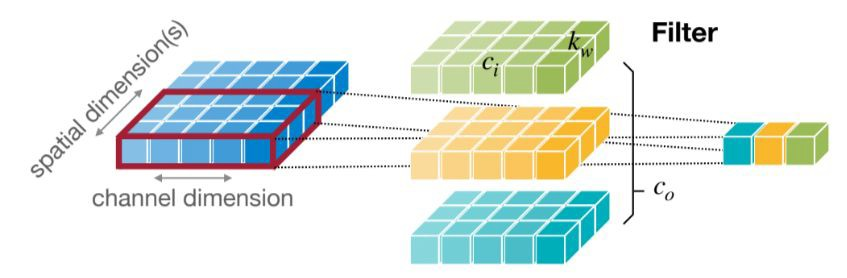 spatial dimension(s)
channel dimension
c_i
k_w
Filter
c_o